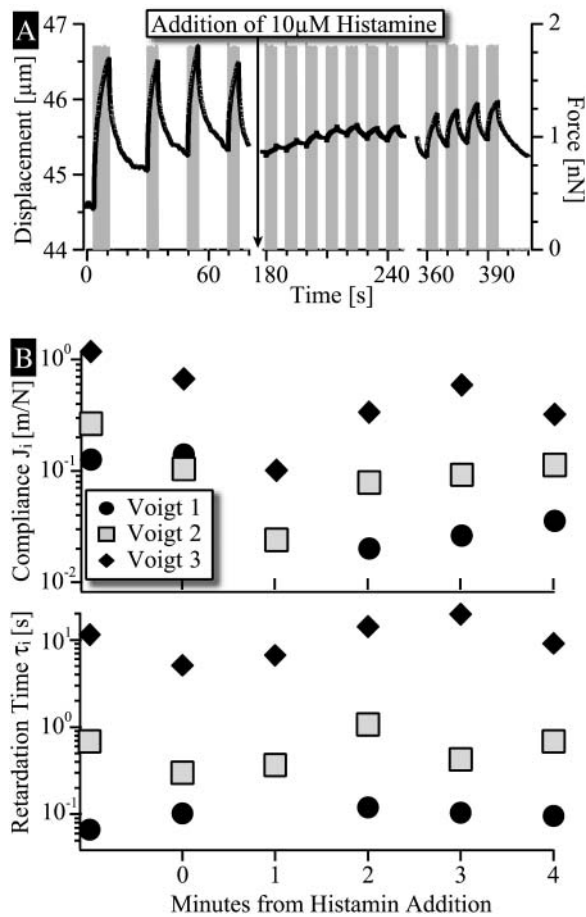 A
Addition of 10µM Histamine
47
46
45
44
Displacement [µm]
2
1
0
Force [nN]
0 60 180 240 360 390
Time [s]
B
10⁰
10⁻¹
10⁻²
Compliance Jᵢ [m/N]
Voigt 1
Voigt 2
Voigt 3
10¹
10⁰
10⁻¹
Retardation Time τᵢ [s]
0 1 2 3 4
Minutes from Histamin Addition